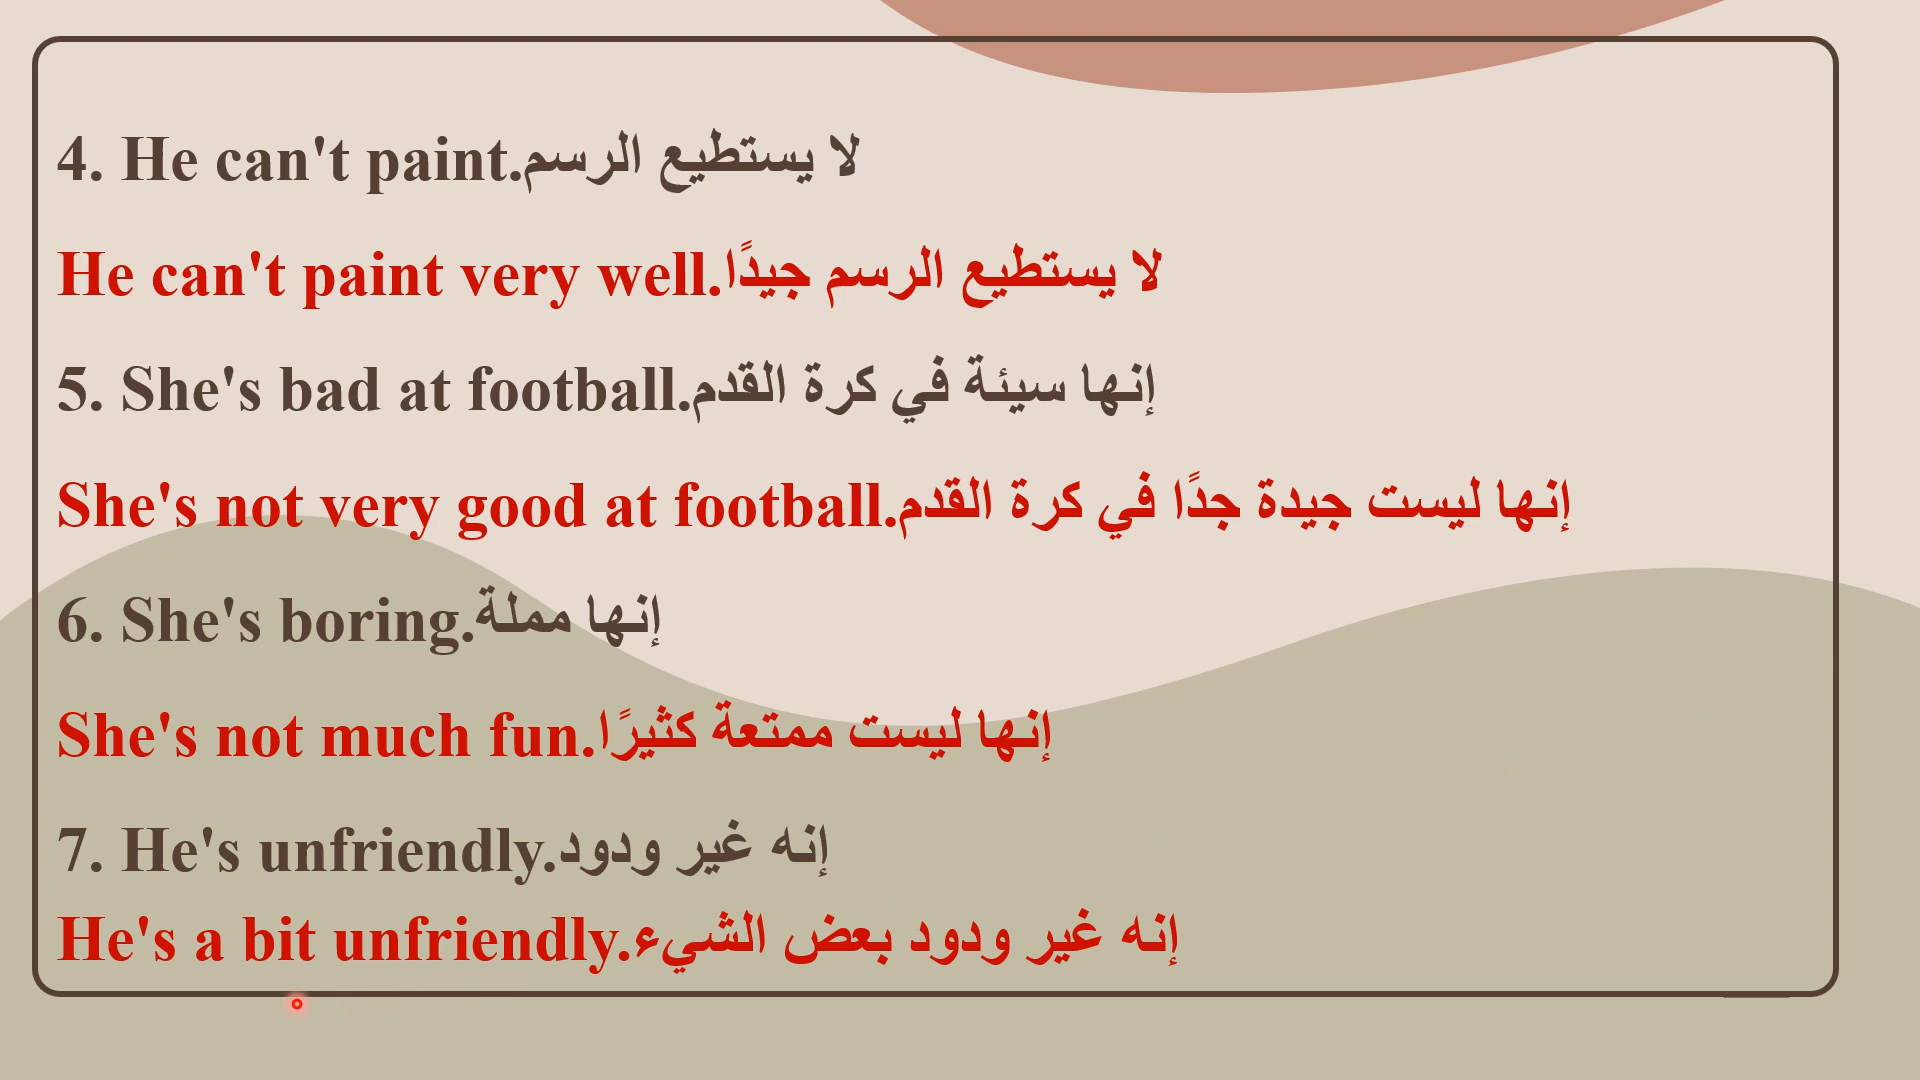 4. He can't paint.لا يستطيع الرسم
He can't paint very well.لا يستطيع الرسم جيدًا
5. She's bad at football.إنها سيئة في كرة القدم
She's not very good at football.إنها ليست جيدة جدًا في كرة القدم
6. She's boring.إنها مملة
She's not much fun.إنها ليست ممتعة كثيرًا
7. He's unfriendly.إنه غير ودود
He's a bit unfriendly.إنه غير ودود بعض الشيء